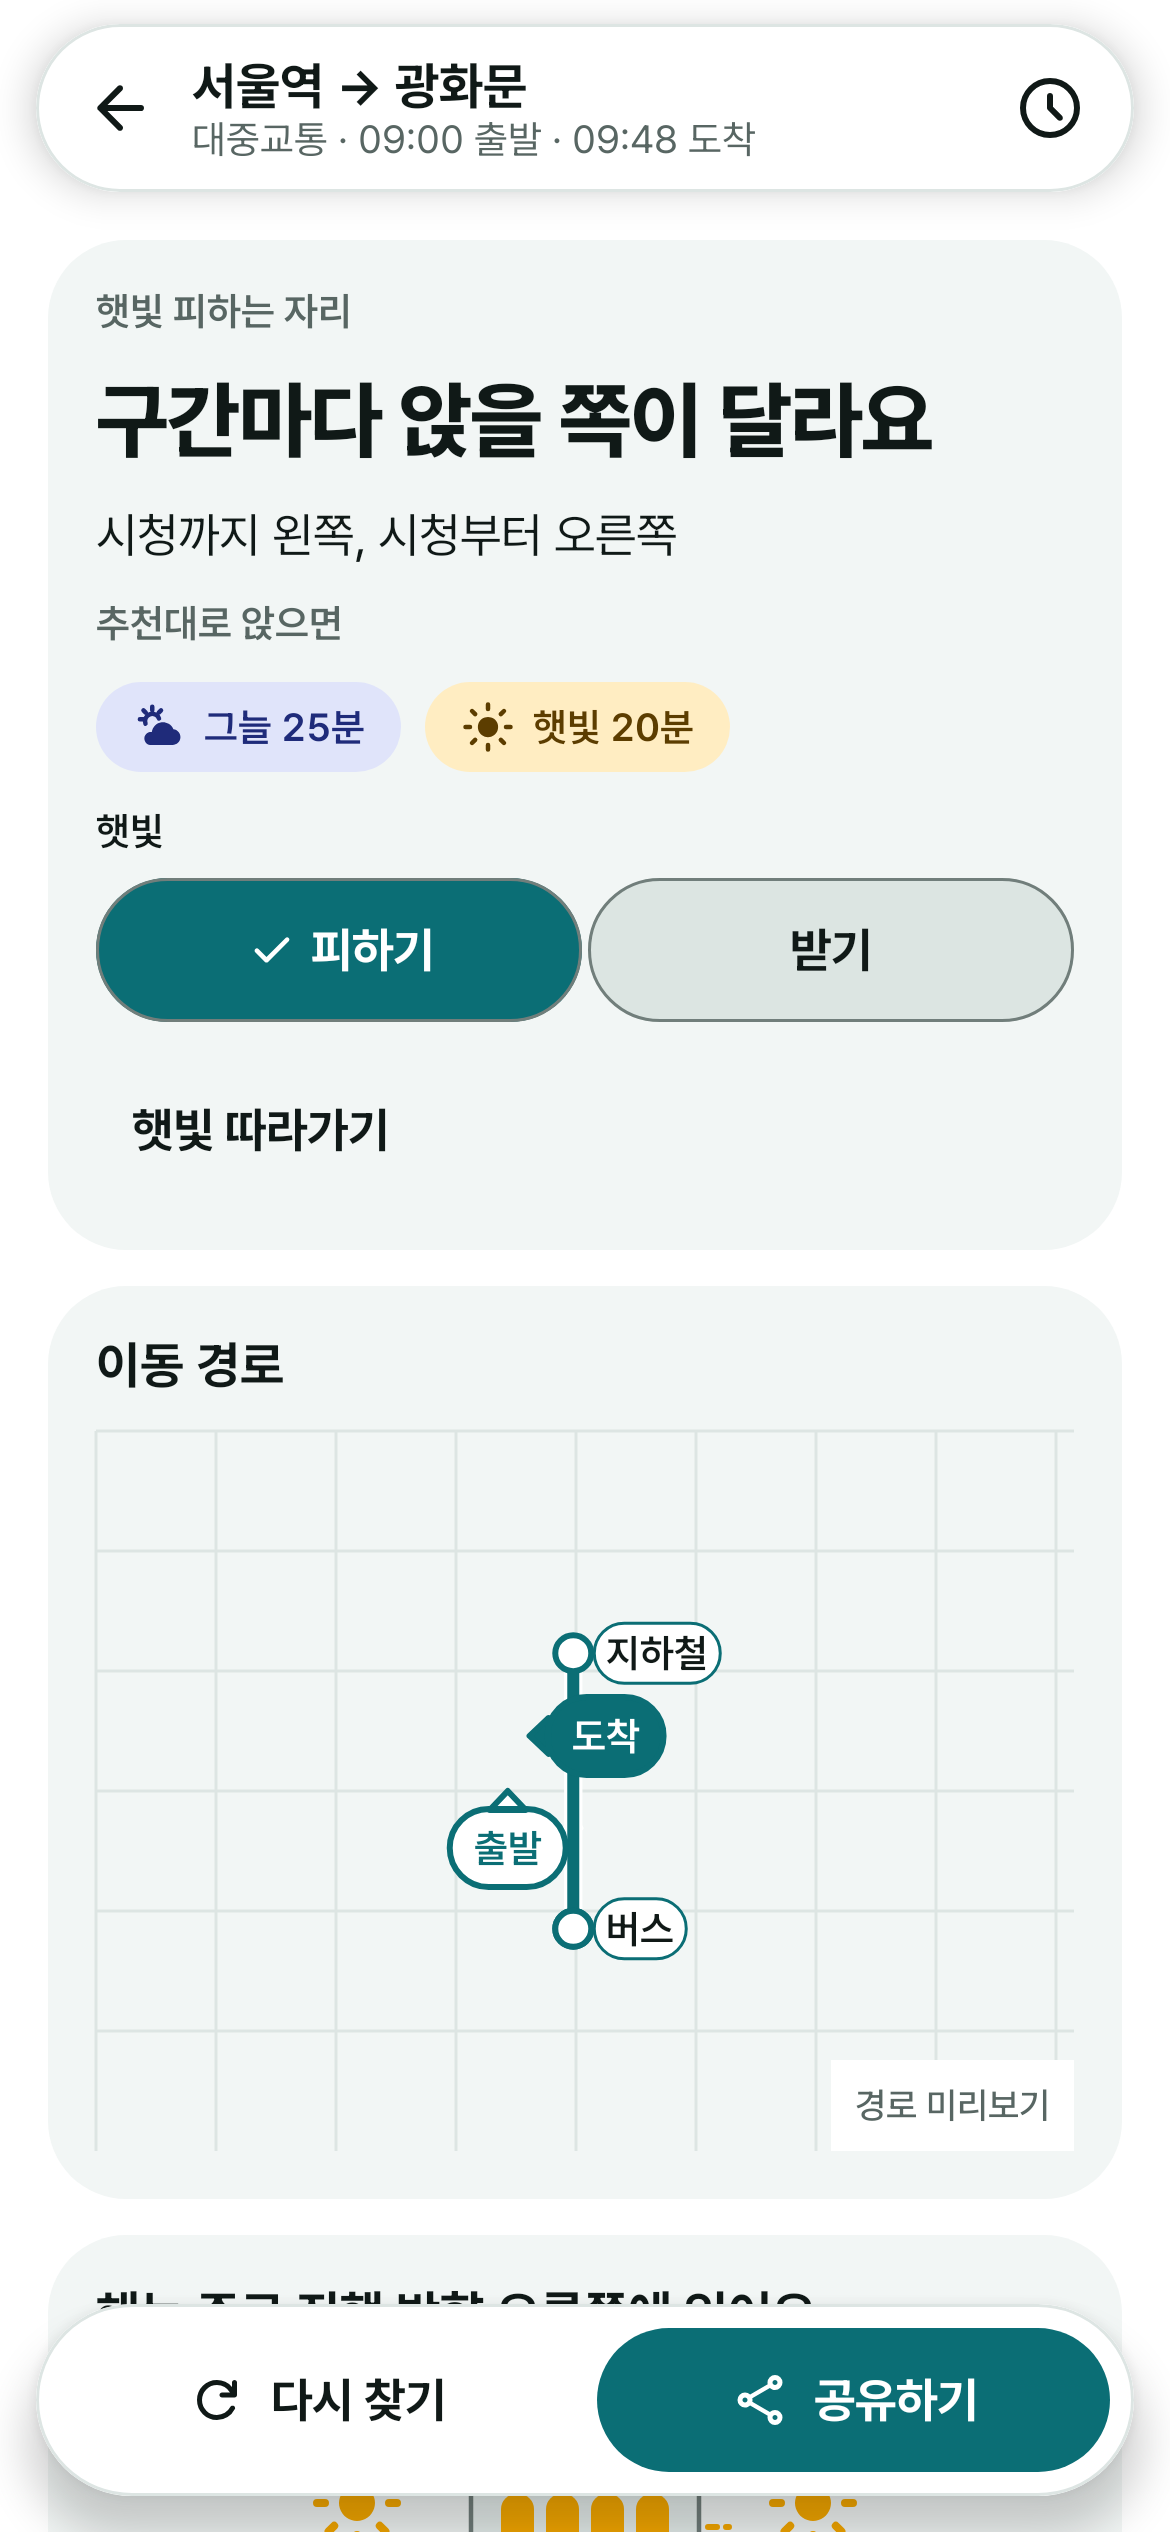 서울역 → 광화문
대중교통 · 09:00 출발 · 09:48 도착
햇빛 피하는 자리
구간마다 앉을 쪽이 달라요
시청까지 왼쪽, 시청부터 오른쪽
추천대로 앉으면
그늘 25분
햇빛 20분
햇빛
피하기
받기
햇빛 따라가기
이동 경로
지하철
도착
출발
버스
경로 미리보기
다시 찾기
공유하기